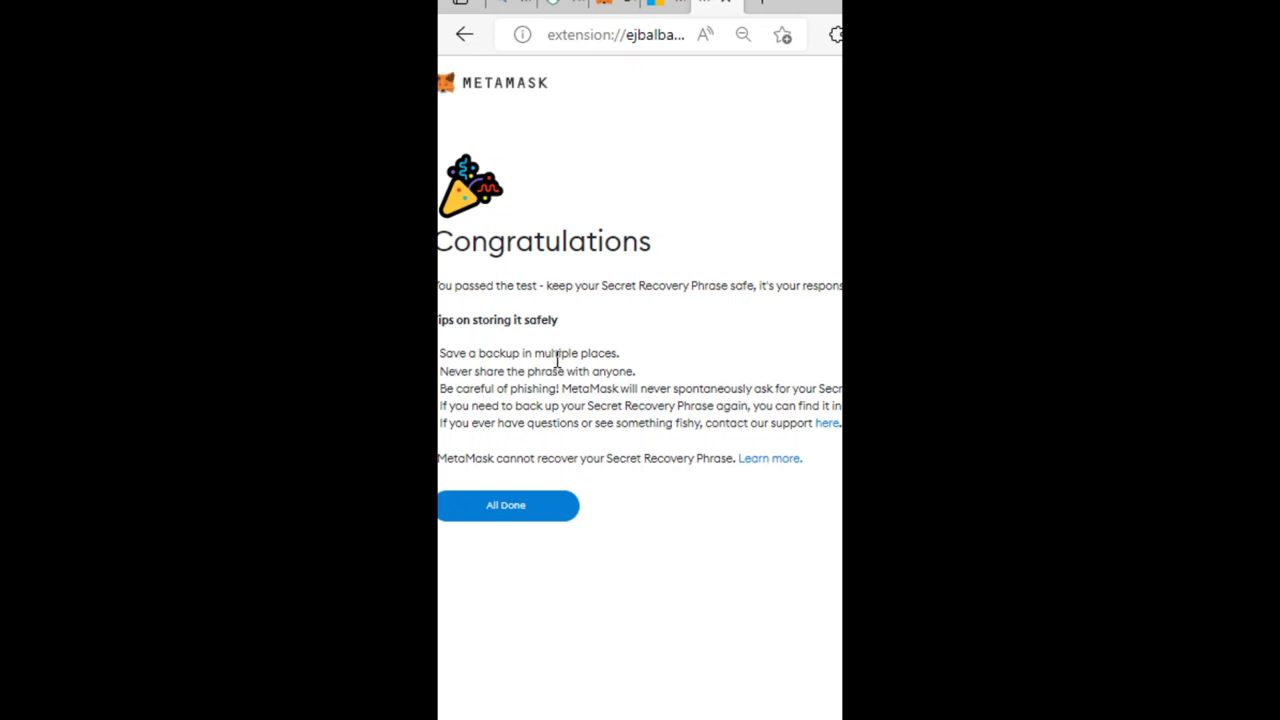 extension://ejbalba...
METAMASK
Congratulations
You passed the test - keep your Secret Recovery Phrase safe, it's your
ips on storing it safely
Save a backup in multiple places.
Never share the phrase with anyone.
Be careful of phishing! MetaMask will never spontaneously ask for your
If you need to back up your Secret Recovery Phrase again, you can find it in
If you ever have questions or see something fishy, contact our support here.
MetaMask cannot recover your Secret Recovery Phrase. Learn more.
All Done